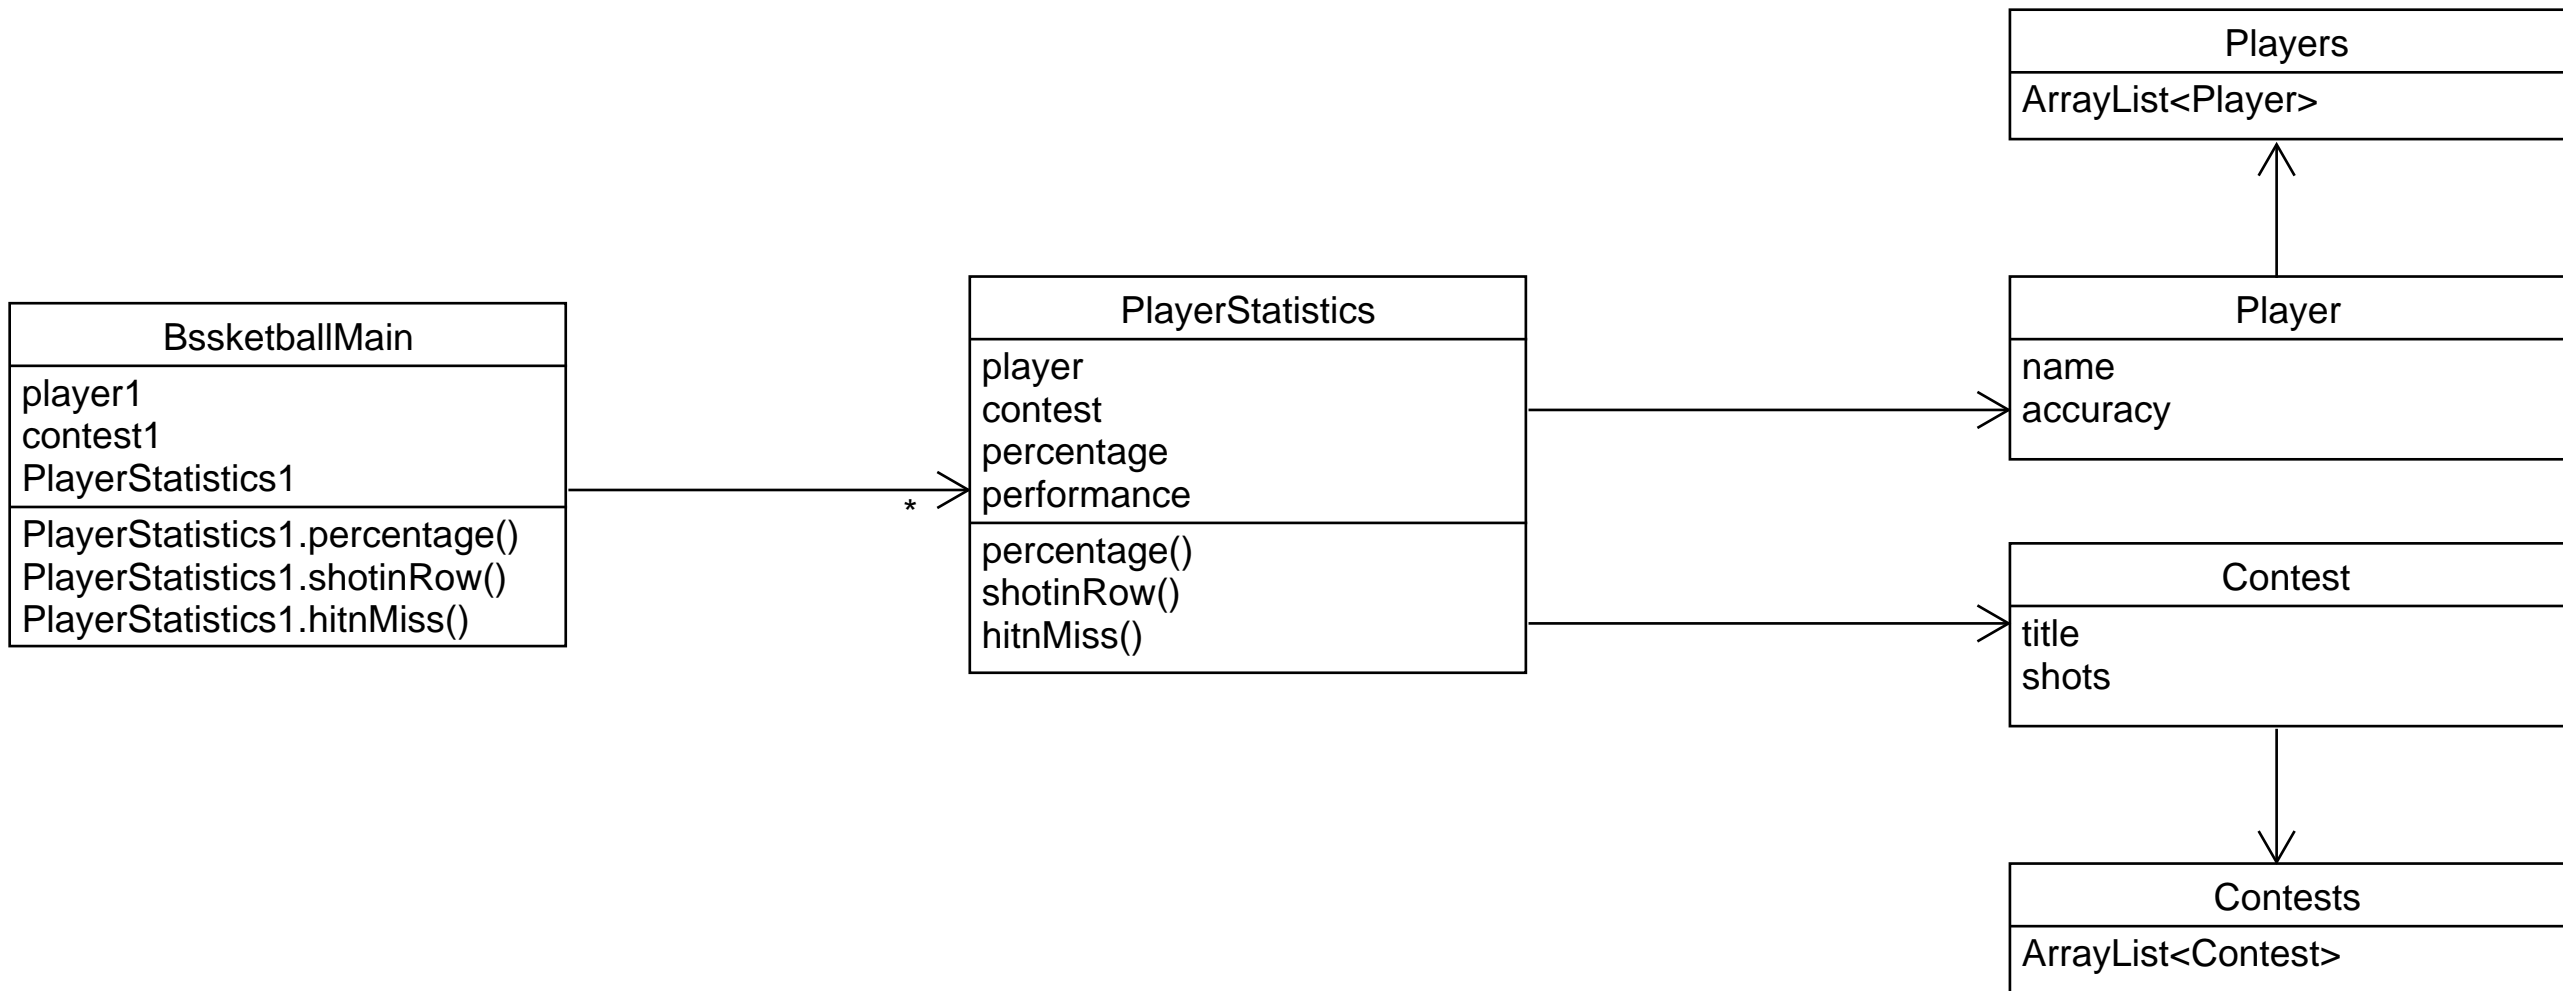 Players
ArrayList<Player>
BssketballMain
player1
contest1
PlayerStatistics1
PlayerStatistics1.percentage()
PlayerStatistics1.shotinRow()
PlayerStatistics1.hitnMiss()
*
PlayerStatistics
player
contest
percentage
performance
percentage()
shotinRow()
hitnMiss()
Player
name
accuracy
Contest
title
shots
Contests
ArrayList<Contest>